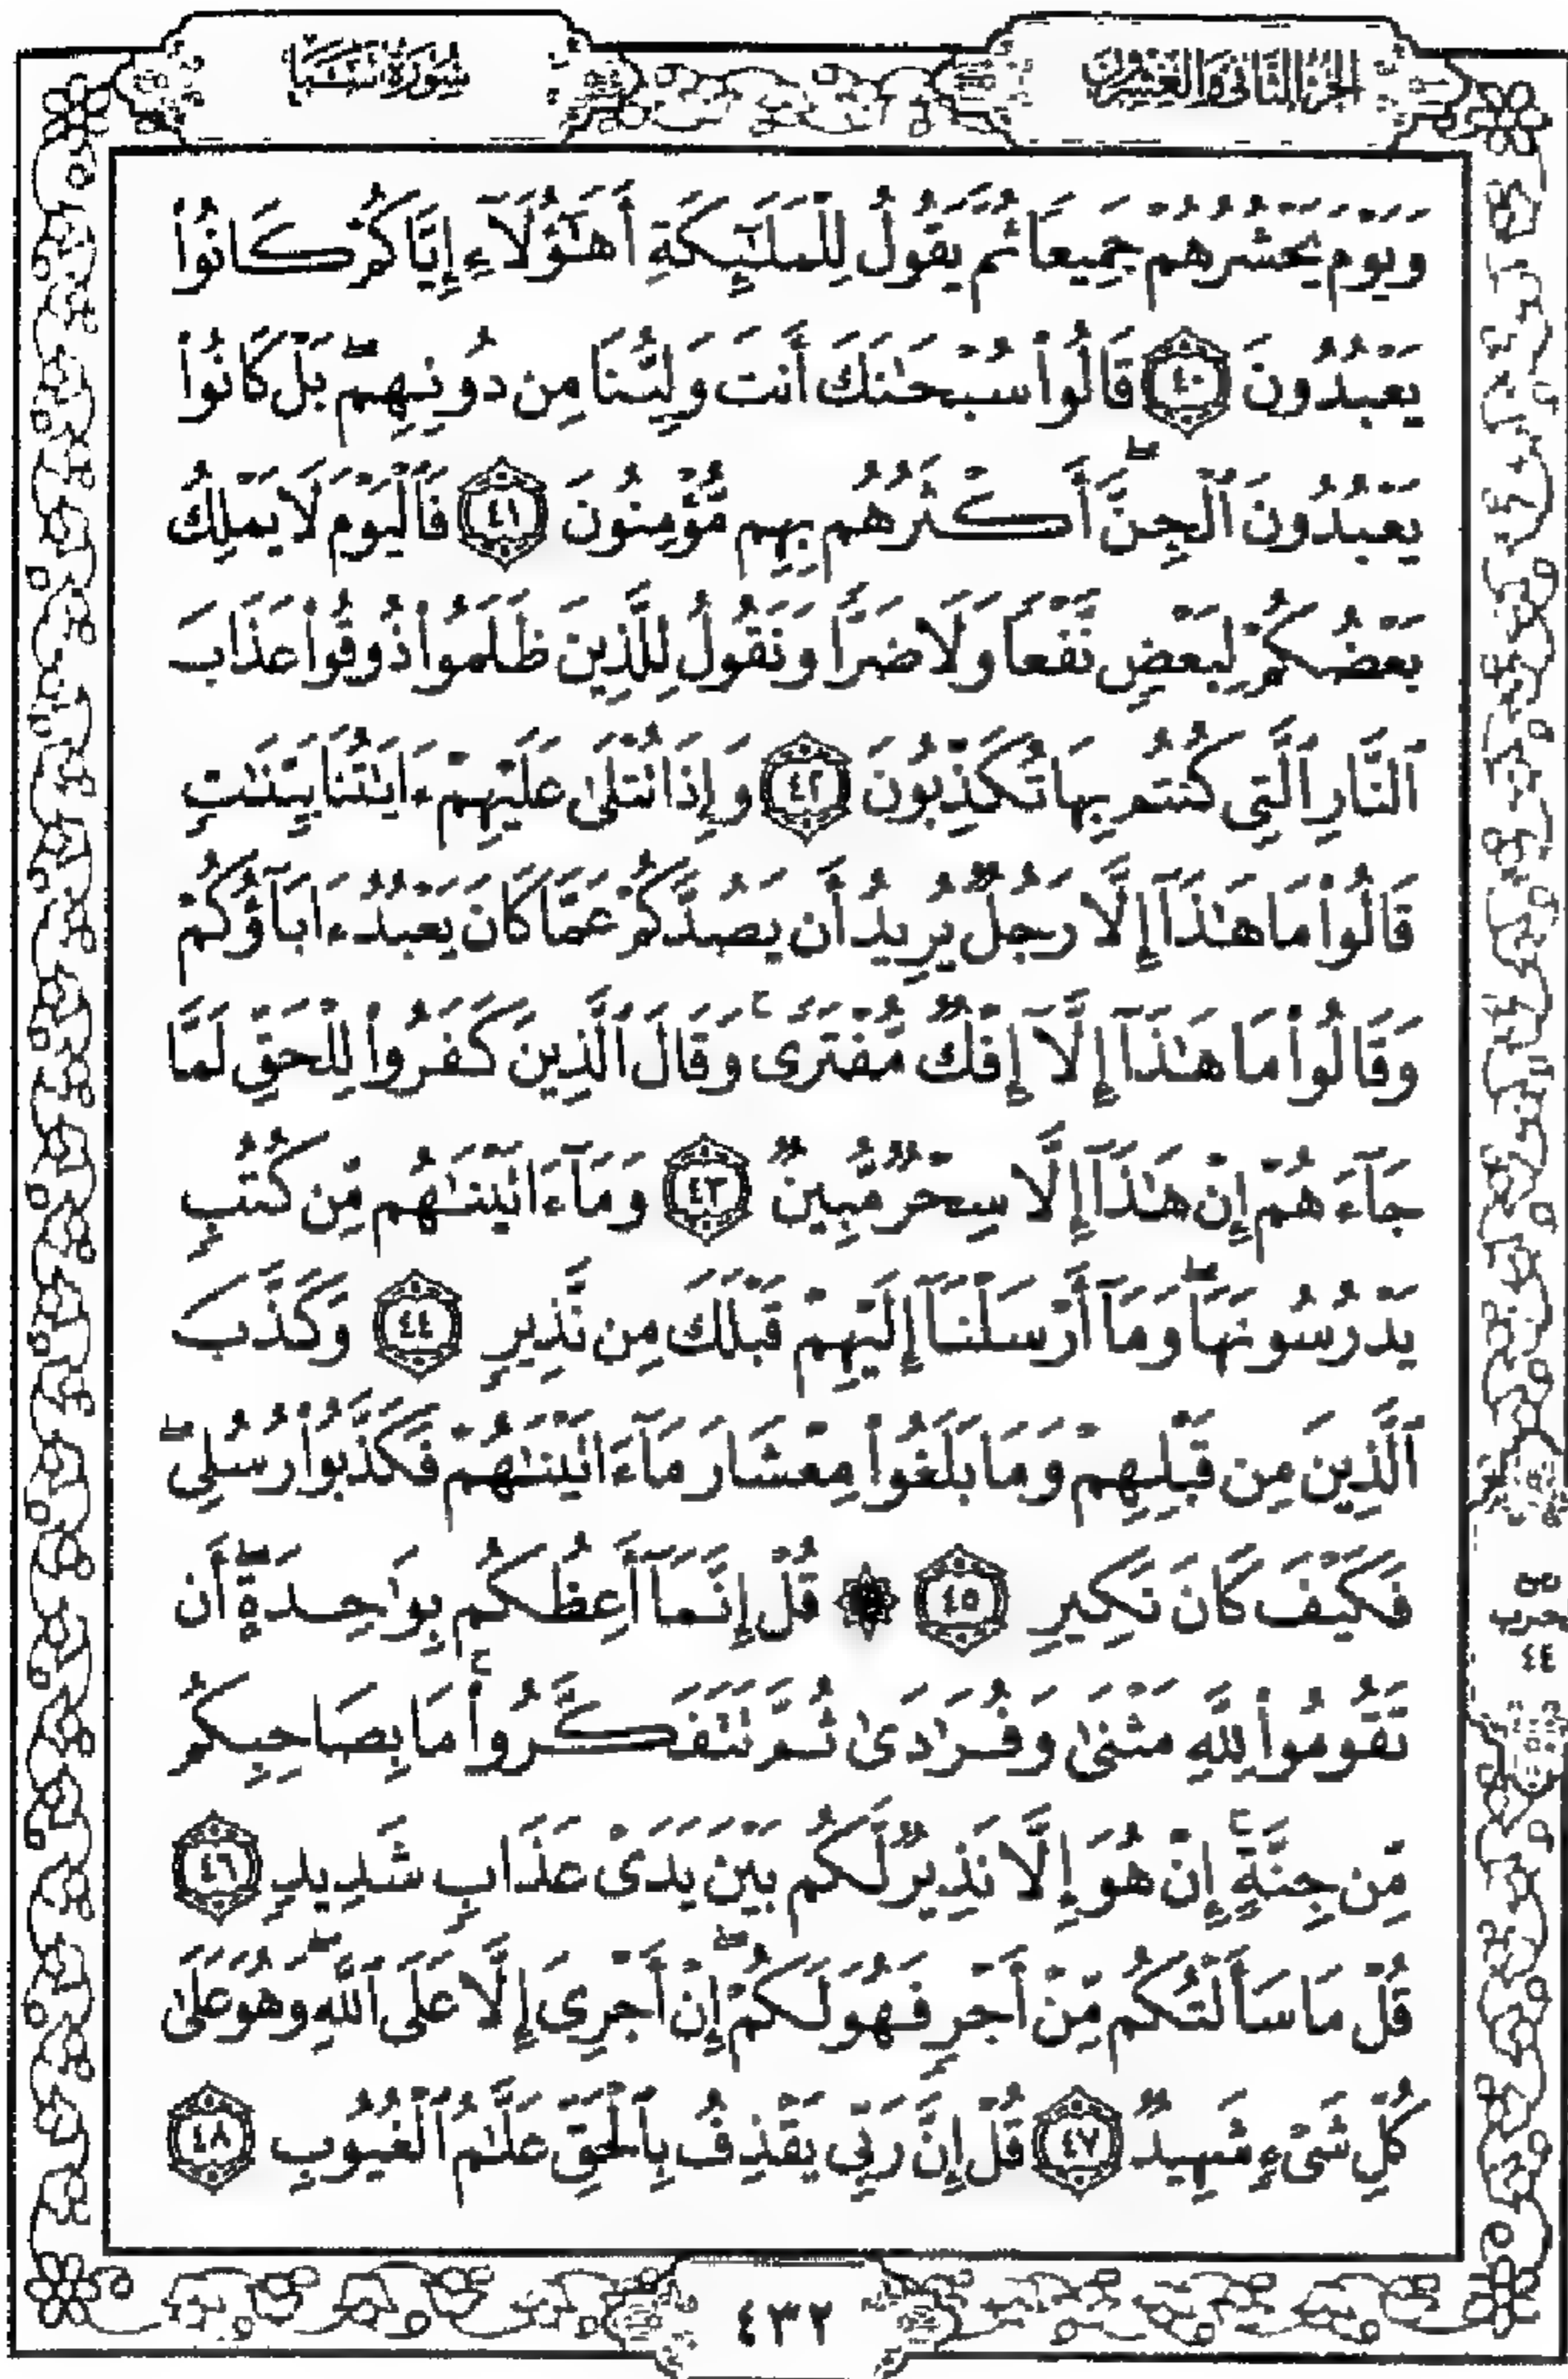 الجزء الثاني والعشرون
سورة سبأ
وَيَوْمَ يَحْشُرُهُمْ جَمِيعًا ثُمَّ يَقُولُ لِلْمَلَٰٓئِكَةِ أَهَٰٓؤُلَآءِ إِيَّاكُمْ كَانُوا۟
يَعْبُدُونَ ٤٠ قَالُوا۟ سُبْحَٰنَكَ أَنتَ وَلِيُّنَا مِن دُونِهِم ۖ بَلْ كَانُوا۟
يَعْبُدُونَ ٱلْجِنَّ ۖ أَكْثَرُهُم بِهِم مُّؤْمِنُونَ ٤١ فَٱلْيَوْمَ لَا يَمْلِكُ
بَعْضُكُمْ لِبَعْضٍ نَّفْعًا وَلَا ضَرًّا وَنَقُولُ لِلَّذِينَ ظَلَمُوا۟ ذُوقُوا۟ عَذَابَ
ٱلنَّارِ ٱلَّتِى كُنتُم بِهَا تُكَذِّبُونَ ٤٢ وَإِذَا تُتْلَىٰ عَلَيْهِمْ ءَايَٰتُنَا بَيِّنَٰتٍ
قَالُوا۟ مَا هَٰذَآ إِلَّا رَجُلٌ يُرِيدُ أَن يَصُدَّكُمْ عَمَّا كَانَ يَعْبُدُ ءَابَآؤُكُمْ
وَقَالُوا۟ مَا هَٰذَآ إِلَّآ إِفْكٌ مُّفْتَرًى ۚ وَقَالَ ٱلَّذِينَ كَفَرُوا۟ لِلْحَقِّ لَمَّا
جَآءَهُمْ إِنْ هَٰذَآ إِلَّا سِحْرٌ مُّبِينٌ ٤٣ وَمَآ ءَاتَيْنَٰهُم مِّن كُتُبٍ
يَدْرُسُونَهَا ۖ وَمَآ أَرْسَلْنَآ إِلَيْهِمْ قَبْلَكَ مِن نَّذِيرٍ ٤٤ وَكَذَّبَ
ٱلَّذِينَ مِن قَبْلِهِمْ وَمَا بَلَغُوا۟ مِعْشَارَ مَآ ءَاتَيْنَٰهُمْ فَكَذَّبُوا۟ رُسُلِى ۖ
فَكَيْفَ كَانَ نَكِيرِ ٤٥ ۞ قُلْ إِنَّمَآ أَعِظُكُم بِوَٰحِدَةٍ ۖ أَن
تَقُومُوا۟ لِلَّهِ مَثْنَىٰ وَفُرَٰدَىٰ ثُمَّ تَتَفَكَّرُوا۟ ۚ مَا بِصَاحِبِكُم
مِّن جِنَّةٍ ۚ إِنْ هُوَ إِلَّا نَذِيرٌ لَّكُم بَيْنَ يَدَىْ عَذَابٍ شَدِيدٍ ٤٦
قُلْ مَا سَأَلْتُكُم مِّنْ أَجْرٍ فَهُوَ لَكُمْ ۖ إِنْ أَجْرِىَ إِلَّا عَلَى ٱللَّهِ ۖ وَهُوَ عَلَىٰ
كُلِّ شَىْءٍ شَهِيدٌ ٤٧ قُلْ إِنَّ رَبِّى يَقْذِفُ بِٱلْحَقِّ عَلَّٰمُ ٱلْغُيُوبِ ٤٨
حزب
٤٤
٤٣٢